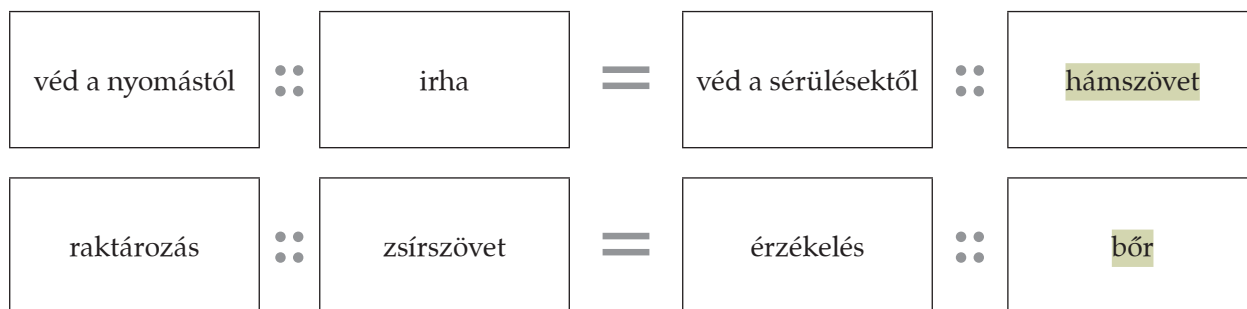 véd a nyomástól :: irha = véd a sérülésektől :: hámszövet
raktározás :: zsírszövet = érzékelés :: bőr